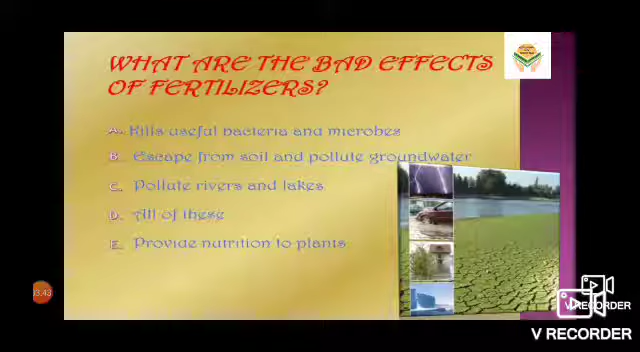 WHAT ARE THE BAD EFFECTS
OF FERTILIZERS?
A. Kills useful bacteria and microbes
B. Escape from soil and pollute groundwater
C. Pollute rivers and lakes
D. All of these
E. Provide nutrition to plants
V RECORDER